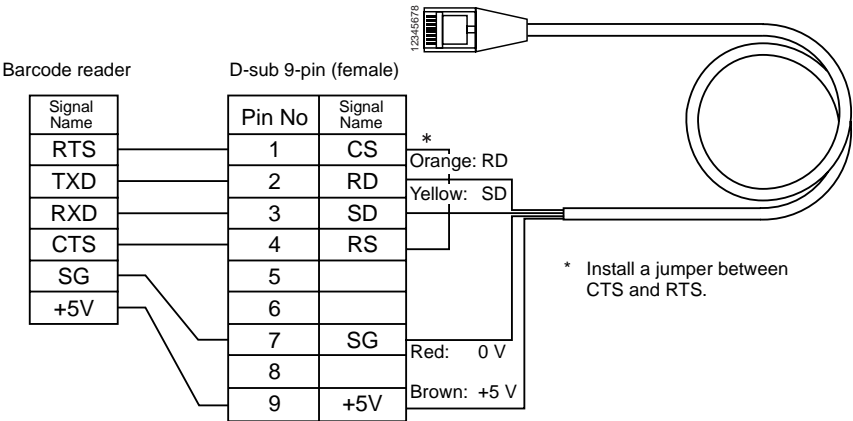 12345678
Barcode reader
D-sub 9-pin (female)
Signal
Name
RTS
TXD
RXD
CTS
SG
+5V
Pin No
Signal
Name
1 CS
2 RD
3 SD
4 RS
5
6
7 SG
8
9 +5V
*
Orange: RD
Yellow: SD
Red: 0 V
Brown: +5 V
* Install a jumper between
CTS and RTS.